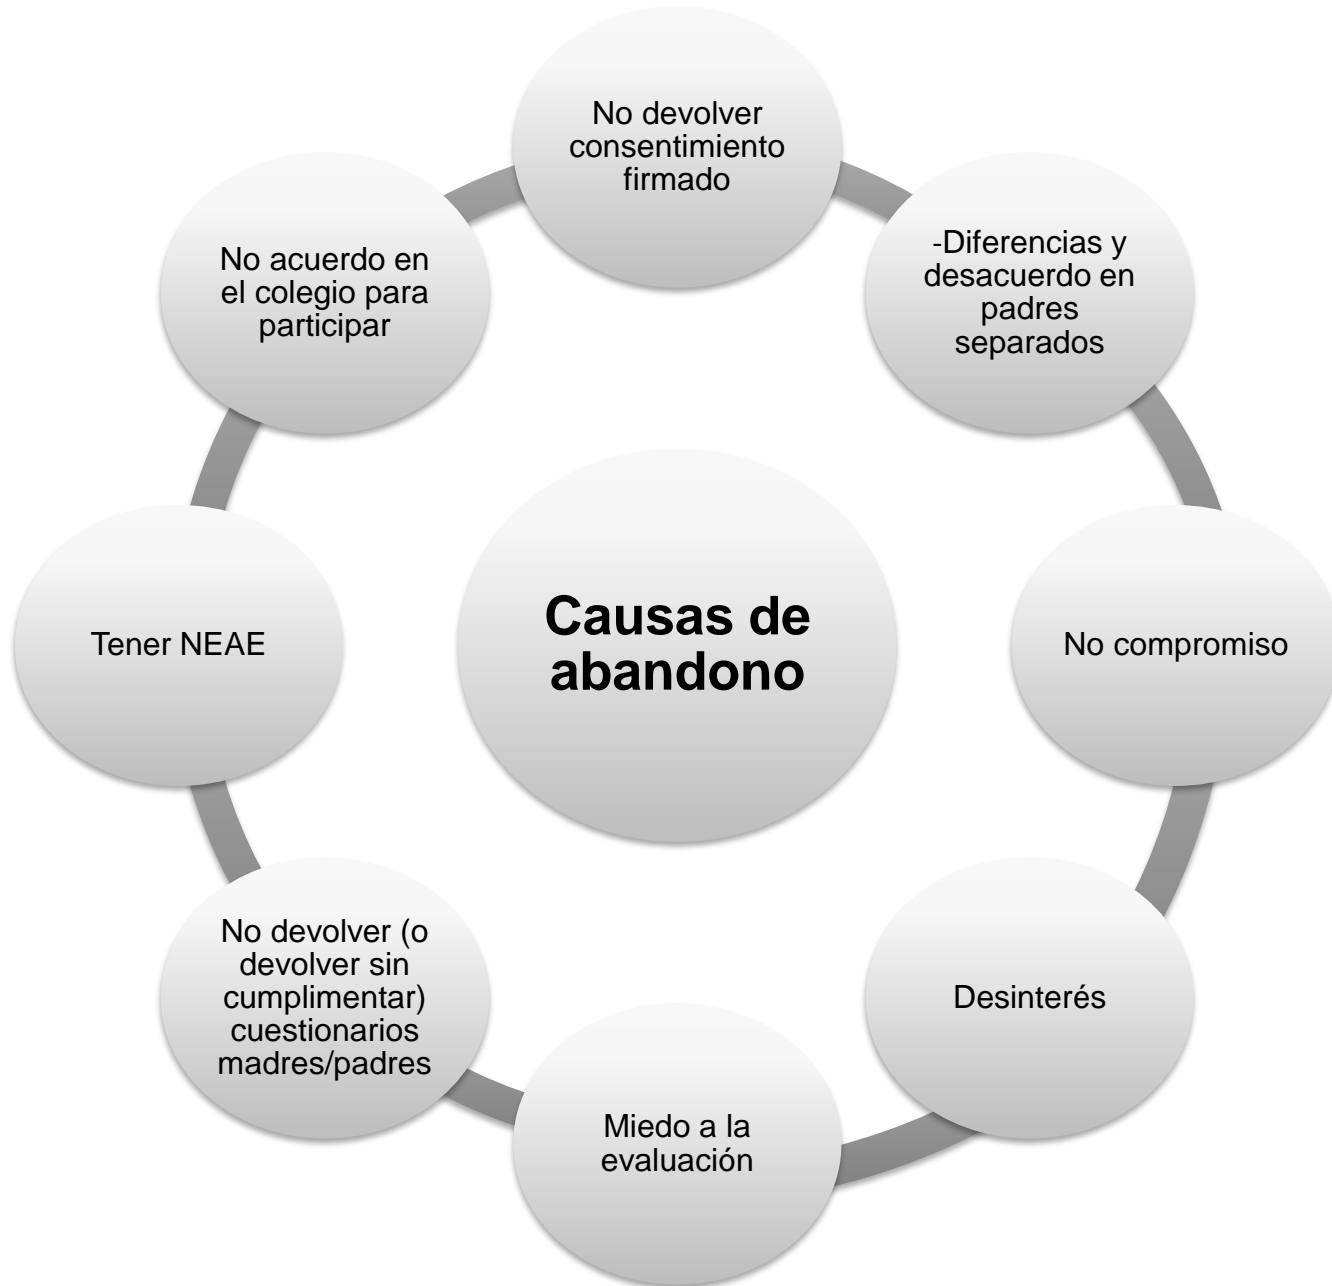 No devolver
consentimiento
firmado
-Diferencias y
desacuerdo en
padres
separados
No compromiso
Desinterés
Miedo a la
evaluación
No devolver (o
devolver sin
cumplimentar)
cuestionarios
madres/padres
Tener NEAE
No acuerdo en
el colegio para
participar
Causas de
abandono